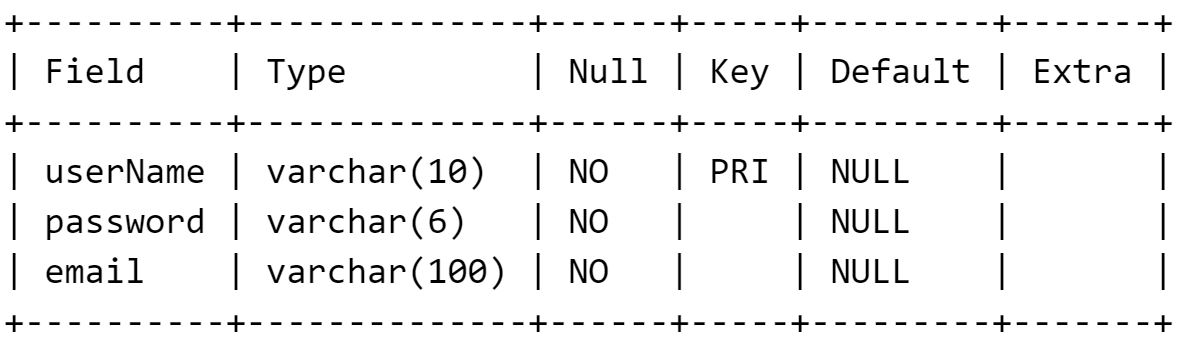 +----------+--------------+------+-----+---------+-------+
| Field    | Type         | Null | Key | Default | Extra |
+----------+--------------+------+-----+---------+-------+
| userName | varchar(10)  | NO   | PRI | NULL    |       |
| password | varchar(6)   | NO   |     | NULL    |       |
| email    | varchar(100) | NO   |     | NULL    |       |
+----------+--------------+------+-----+---------+-------+